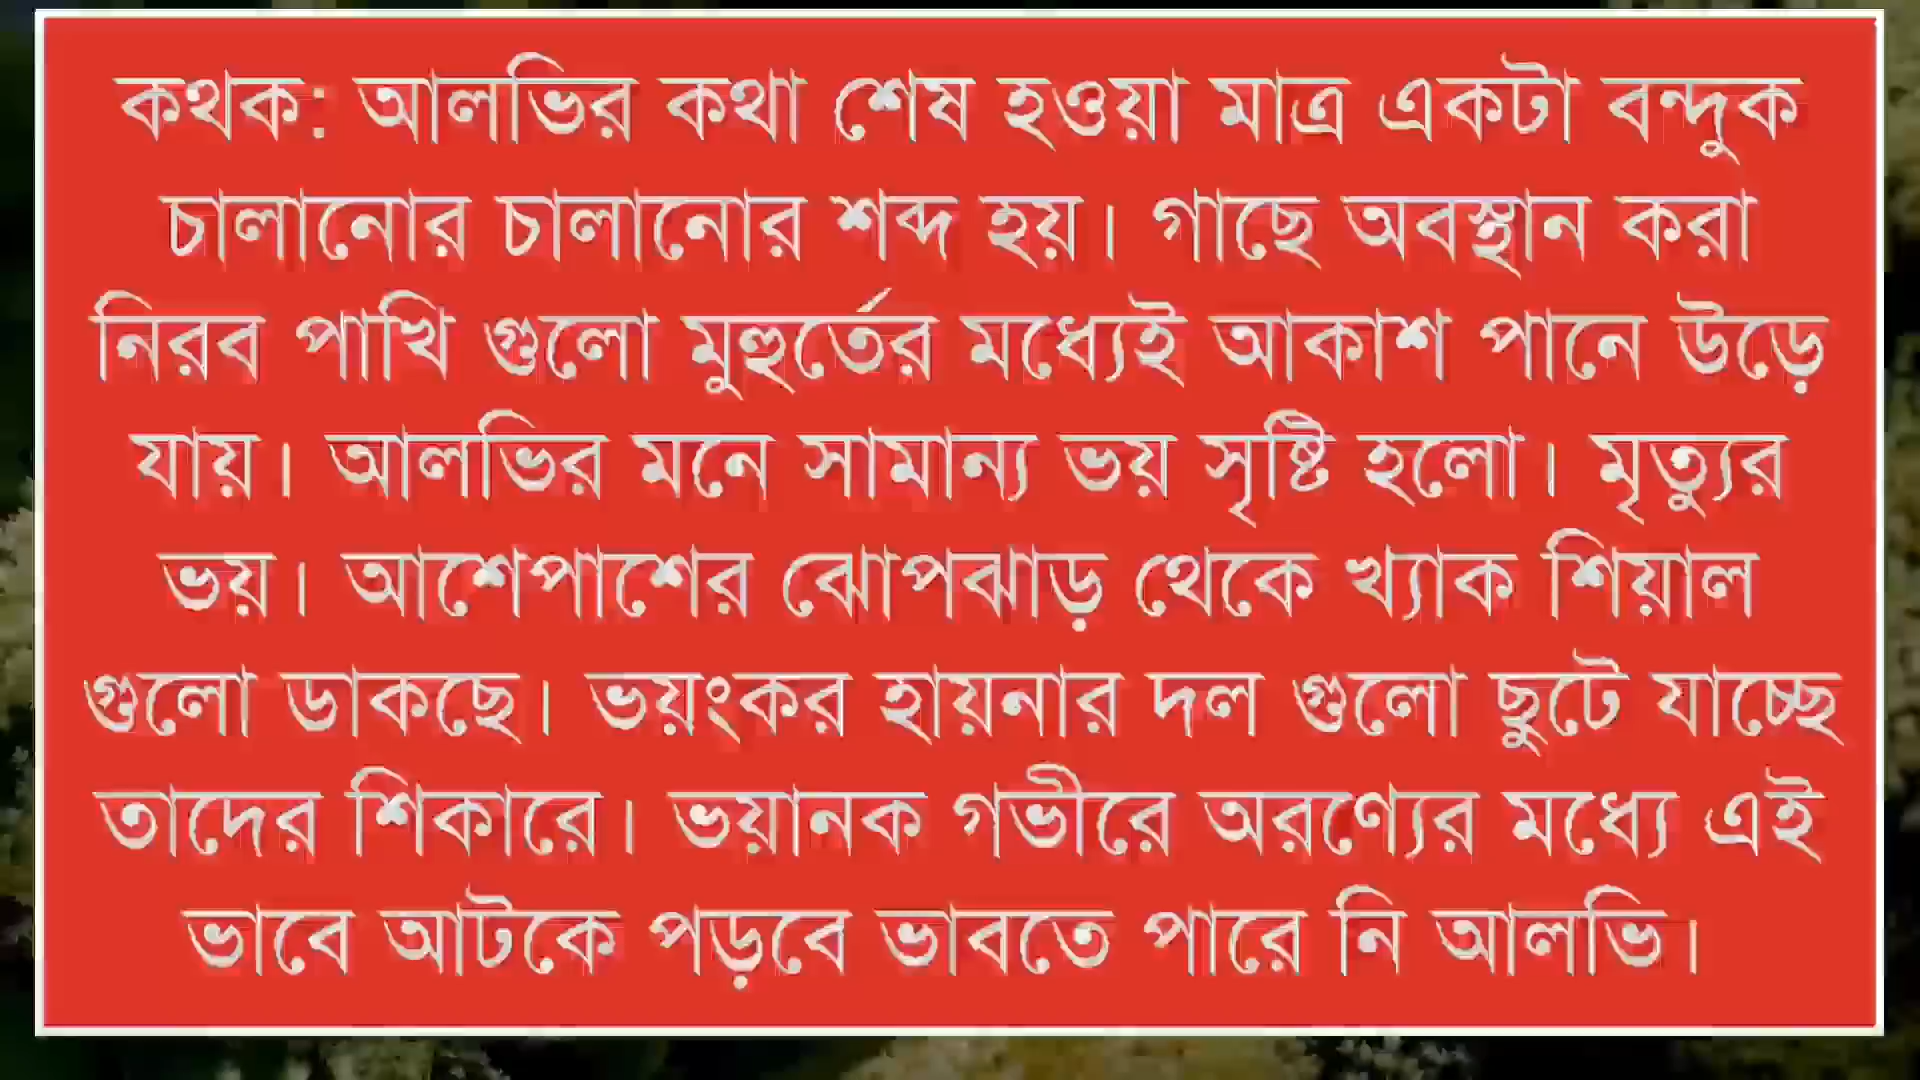 কথক: আলভির কথা শেষ হওয়া মাত্র একটা বন্দুক
চালানোর চালানোর শব্দ হয়। গাছে অবস্থান করা
নিরব পাখি গুলো মুহুর্তের মধ্যেই আকাশ পানে উড়ে
যায়। আলভির মনে সামান্য ভয় সৃষ্টি হলো। মৃত্যুর
ভয়। আশেপাশের ঝোপঝাড় থেকে খ্যাক শিয়াল
গুলো ডাকছে। ভয়ংকর হায়নার দল গুলো ছুটে যাচ্ছে
তাদের শিকারে। ভয়ানক গভীরে অরণ্যের মধ্যে এই
ভাবে আটকে পড়বে ভাবতে পারে নি আলভি।